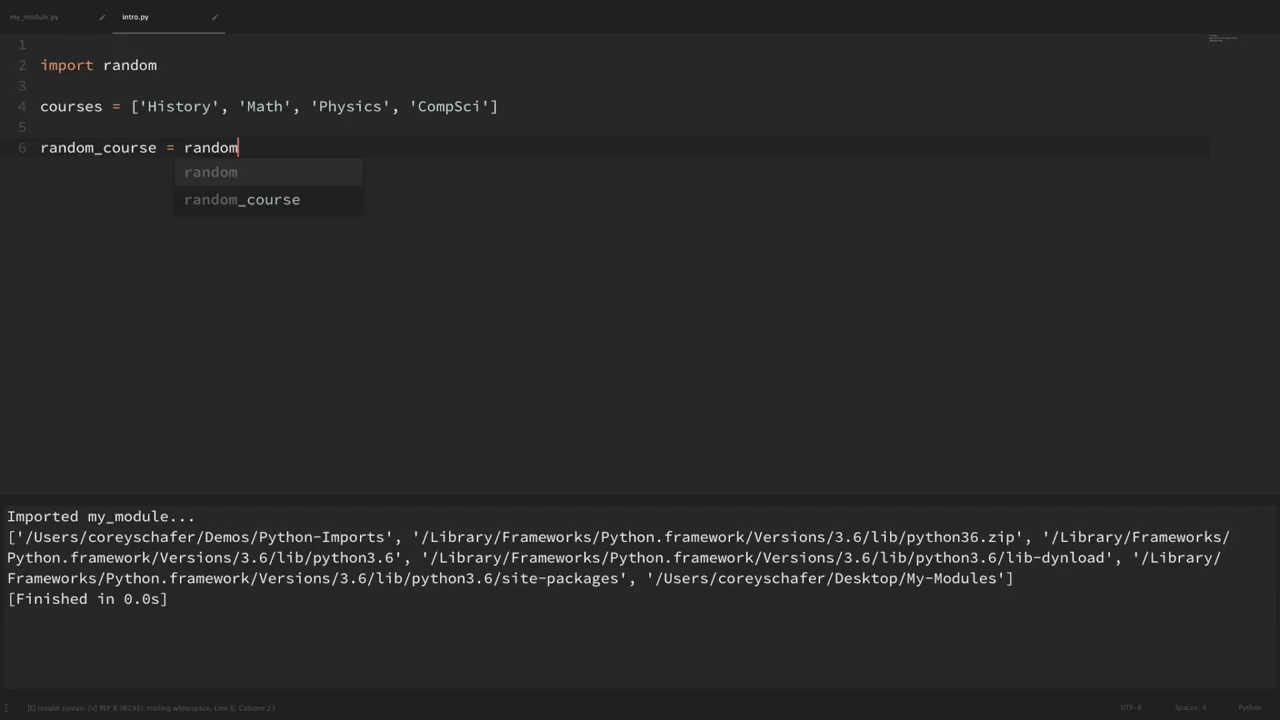 my_module.py
intro.py
1
2 import random
3
4 courses = ['History', 'Math', 'Physics', 'CompSci']
5
6 random_course = random
random
random_course
Imported my_module...
['/Users/coreyschafer/Demos/Python-Imports', '/Library/Frameworks/Python.framework/Versions/3.6/lib/python36.zip', '/Library/Frameworks/
Python.framework/Versions/3.6/lib/python3.6', '/Library/Frameworks/Python.framework/Versions/3.6/lib/python3.6/lib-dynload', '/Library/
Frameworks/Python.framework/Versions/3.6/lib/python3.6/site-packages', '/Users/coreyschafer/Desktop/My-Modules']
[Finished in 0.0s]
[E] invalid syntax; [V] PEP 8 (W291): trailing whitespace, Line 6, Column 23
UTF-8
Spaces: 4
Python